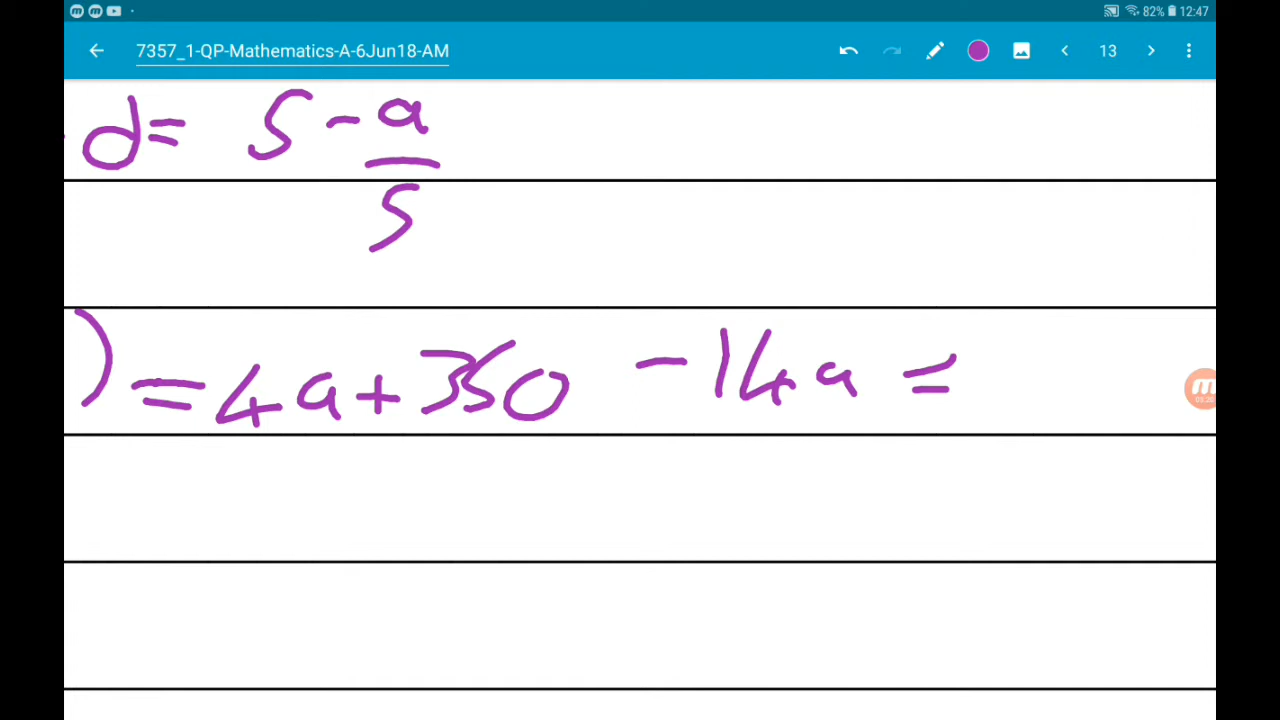 82% 12:47
7357_1-QP-Mathematics-A-6Jun18-AM 13
d= 5-a
5
) = 4a+350 -14a =